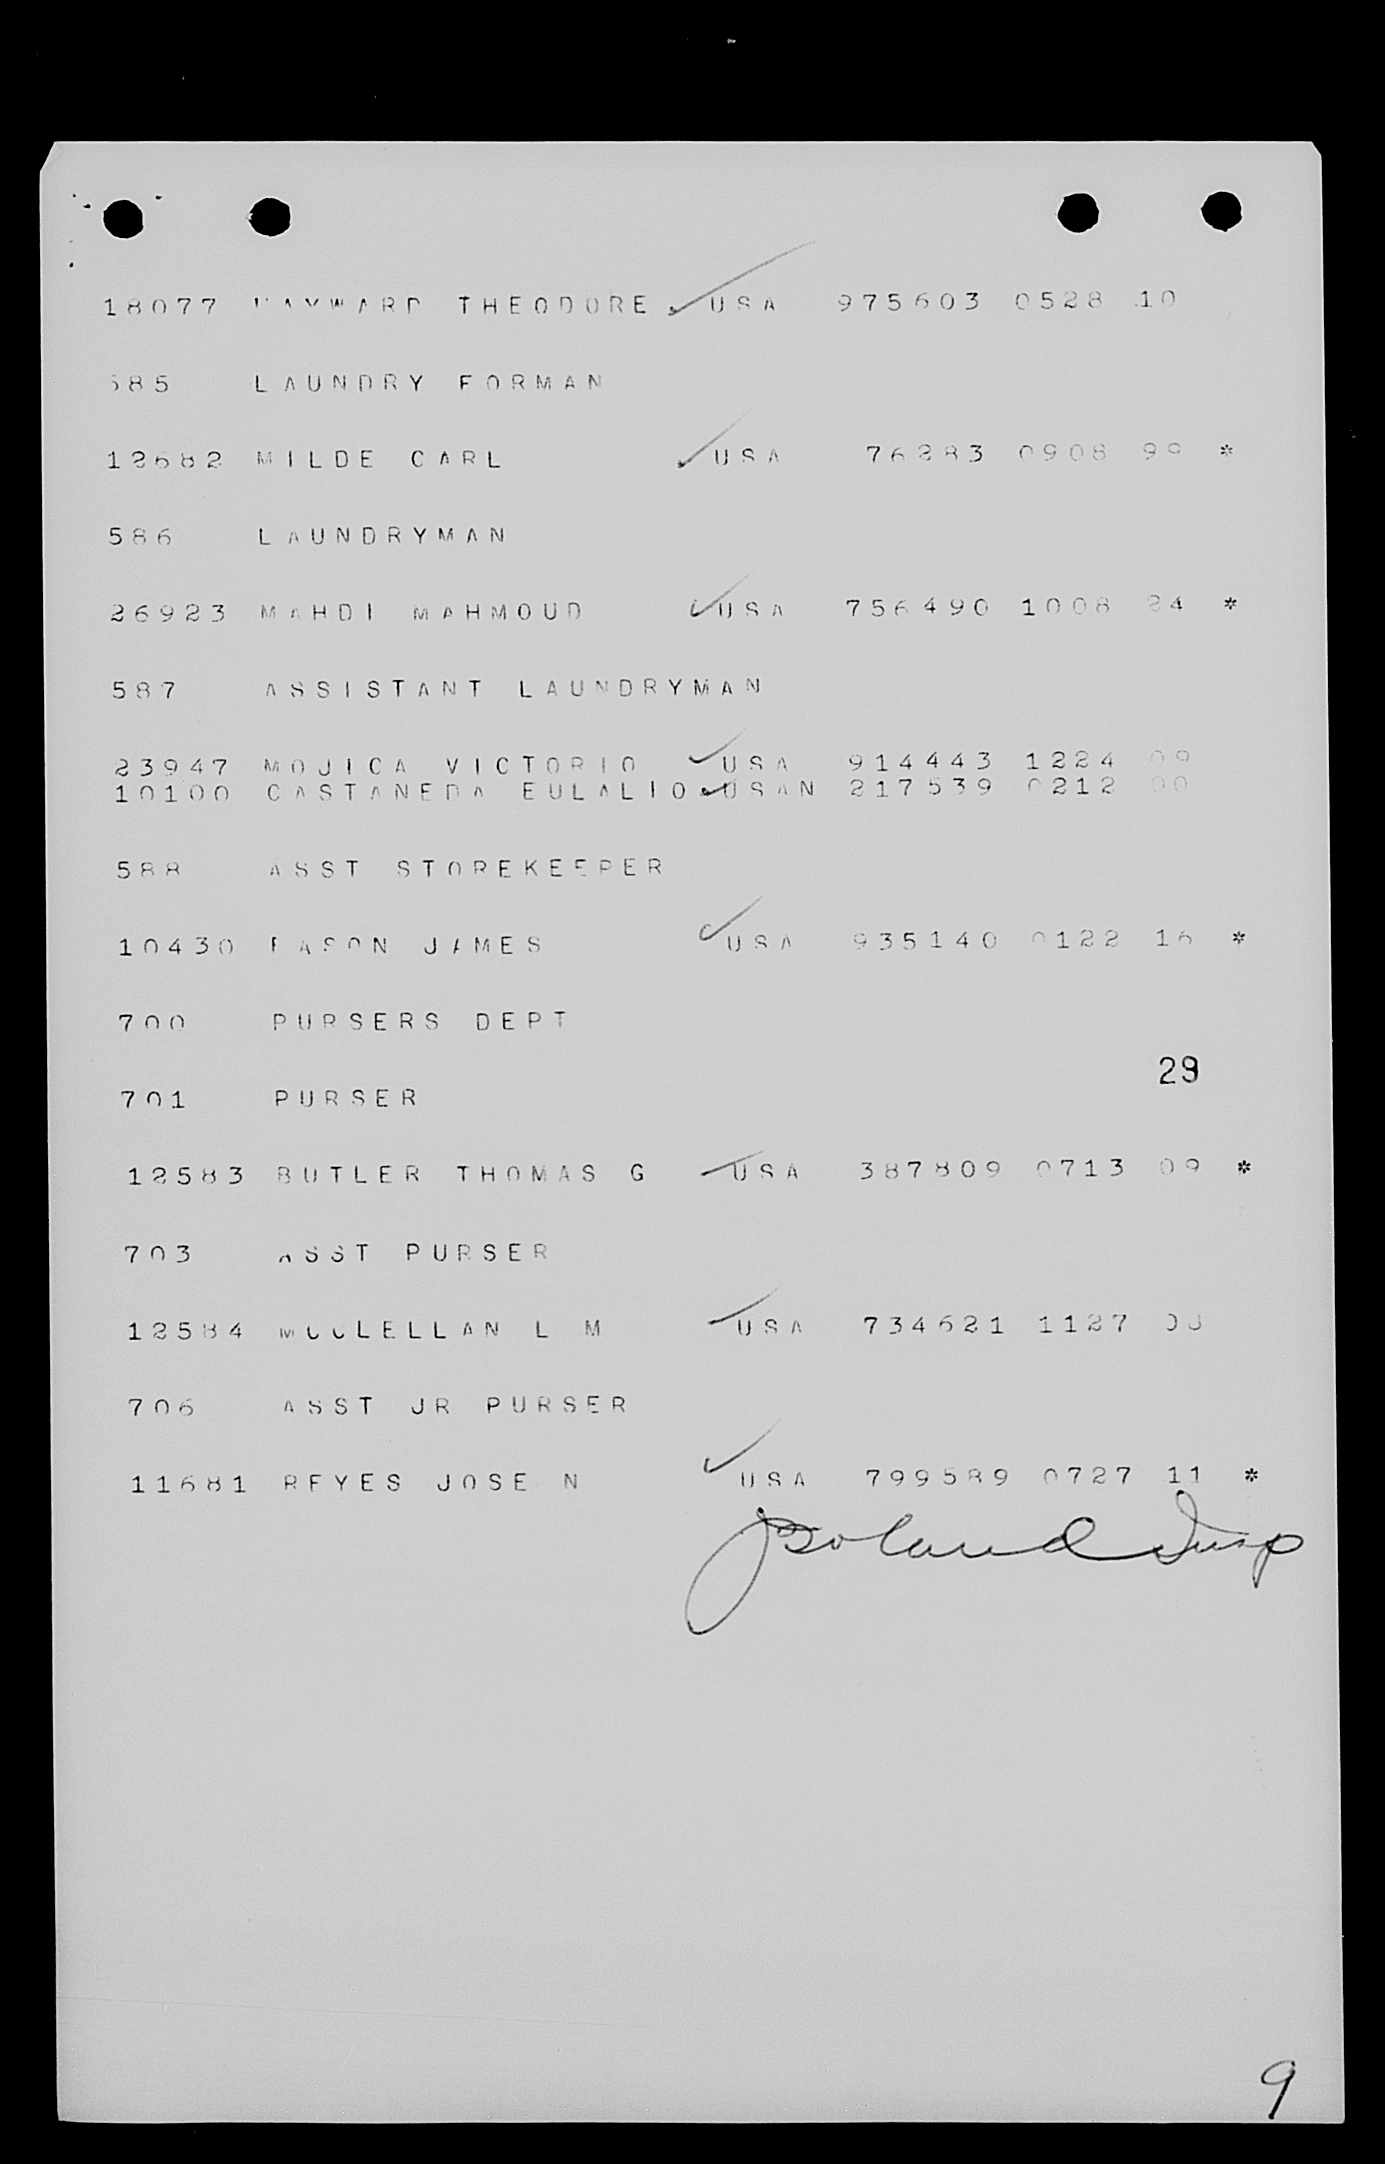 18077 HAYWARD THEODORE USA 975603 0528 10
585 LAUNDRY FORMAN
12682 MILDE CARL USA 76283 0908 99 *
586 LAUNDRYMAN
26923 MAHDI MAHMOUD USA 756490 1008 24 *
587 ASSISTANT LAUNDRYMAN
23947 MOJICA VICTORIO USA 914443 1224 09
10100 CASTANEDA EULALIO USAN 217539 0212 00
588 ASST STOREKEEPER
10430 EASON JAMES USA 935140 0122 16 *
700 PURSERS DEPT
29
701 PURSER
12583 BUTLER THOMAS G USA 387809 0713 09 *
703 ASST PURSER
12584 MCCLELLAN L M USA 734621 1127
706 ASST JR PURSER
11681 REYES JOSE N USA 799589 0727 11 *
9